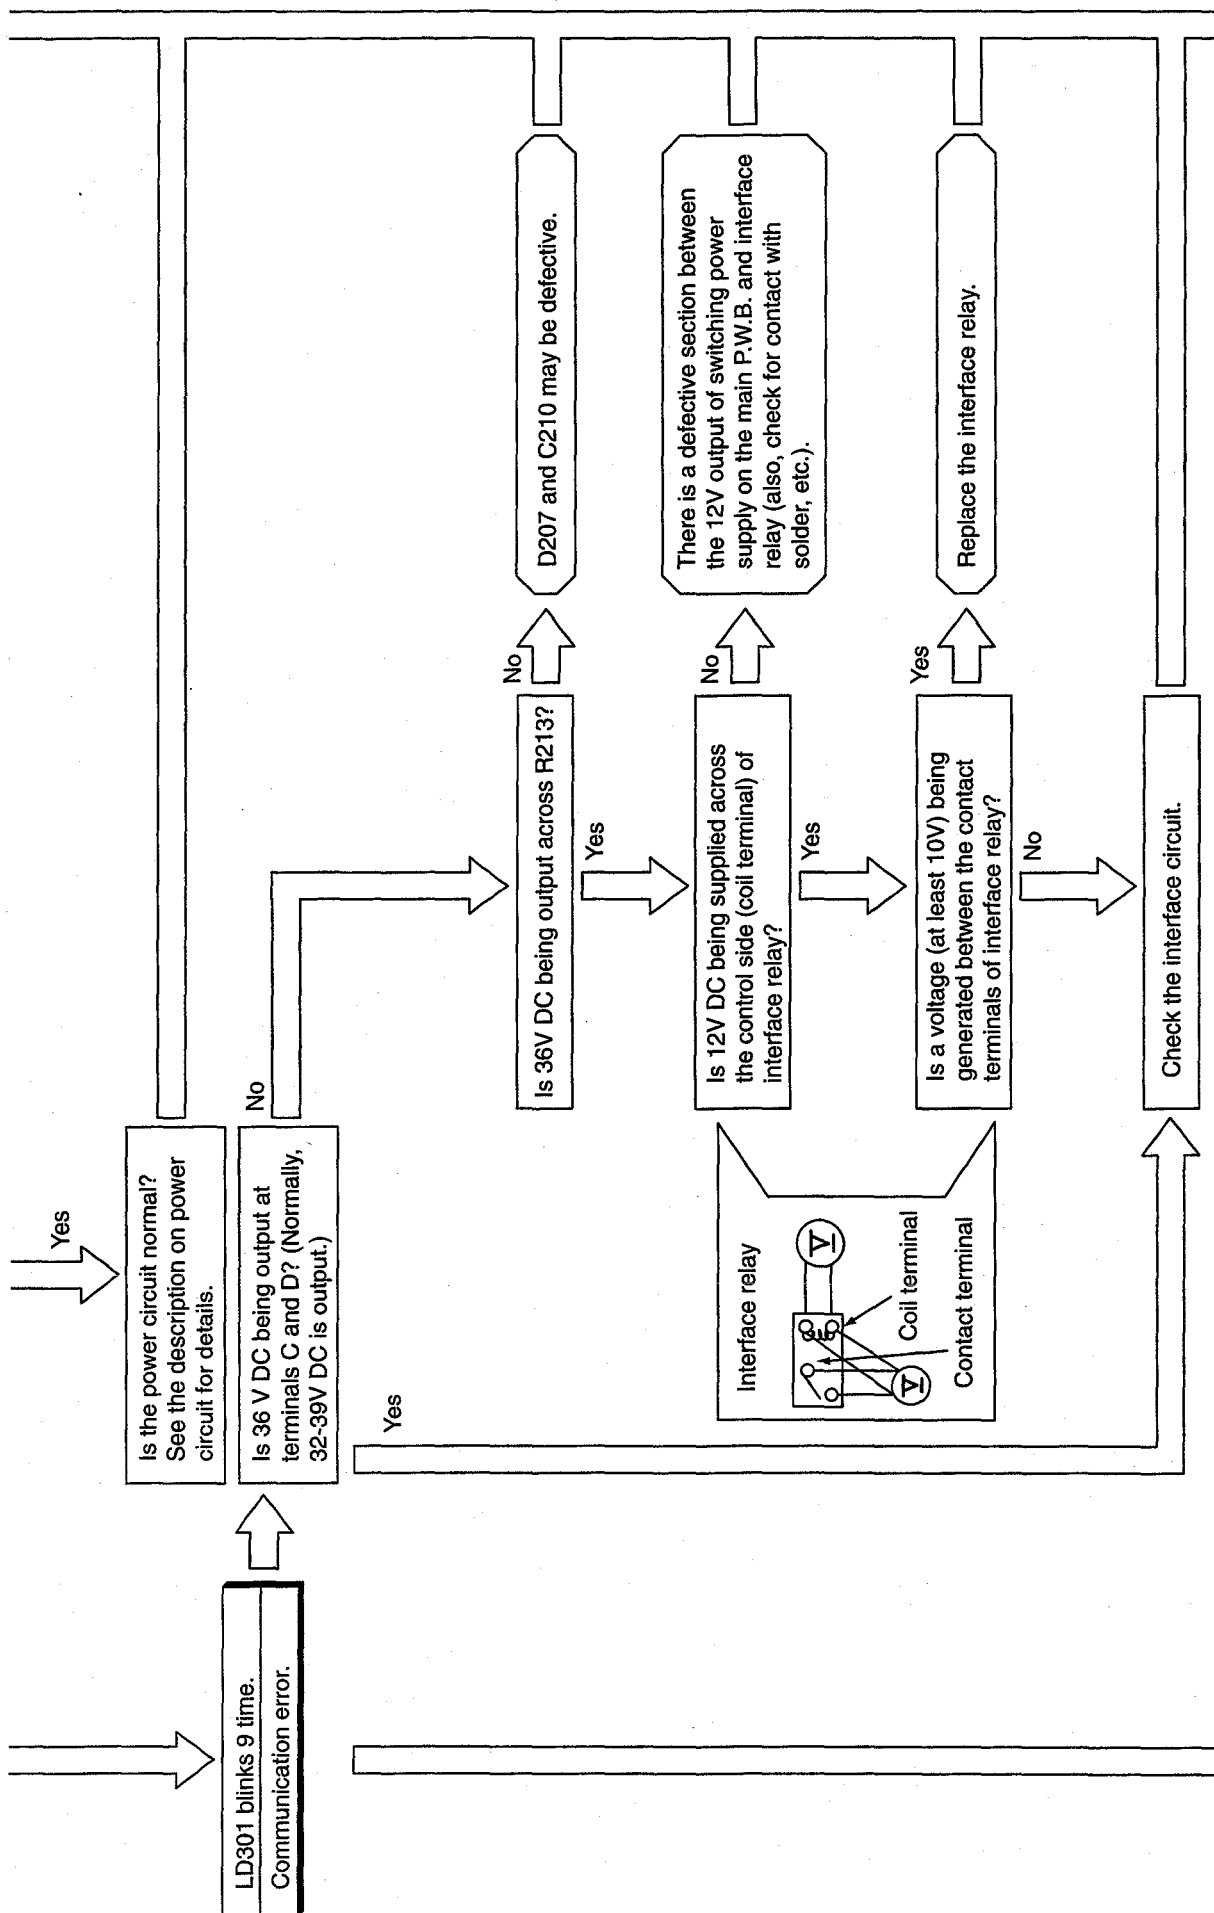 Yes
Is the power circuit normal?
See the description on power
circuit for details.
LD301 blinks 9 time.
Communication error.
Is 36 V DC being output at
terminals C and D? (Normally,
32-39V DC is output.)
No
Yes
Is 36V DC being output across R213?
No
D207 and C210 may be defective.
Yes
Interface relay
V
V
Coil terminal
Contact terminal
Is 12V DC being supplied across
the control side (coil terminal) of
interface relay?
No
There is a defective section between
the 12V output of switching power
supply on the main P.W.B. and interface
relay (also, check for contact with
solder, etc.).
Yes
Is a voltage (at least 10V) being
generated between the contact
terminals of interface relay?
Yes
Replace the interface relay.
No
Check the interface circuit.